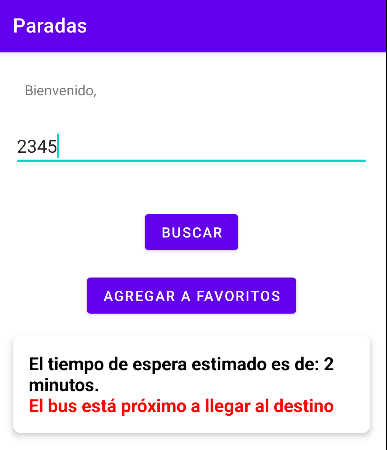 Paradas
Bienvenido,
2345
BUSCAR
AGREGAR A FAVORITOS
El tiempo de espera estimado es de: 2
minutos.
El bus está próximo a llegar al destino